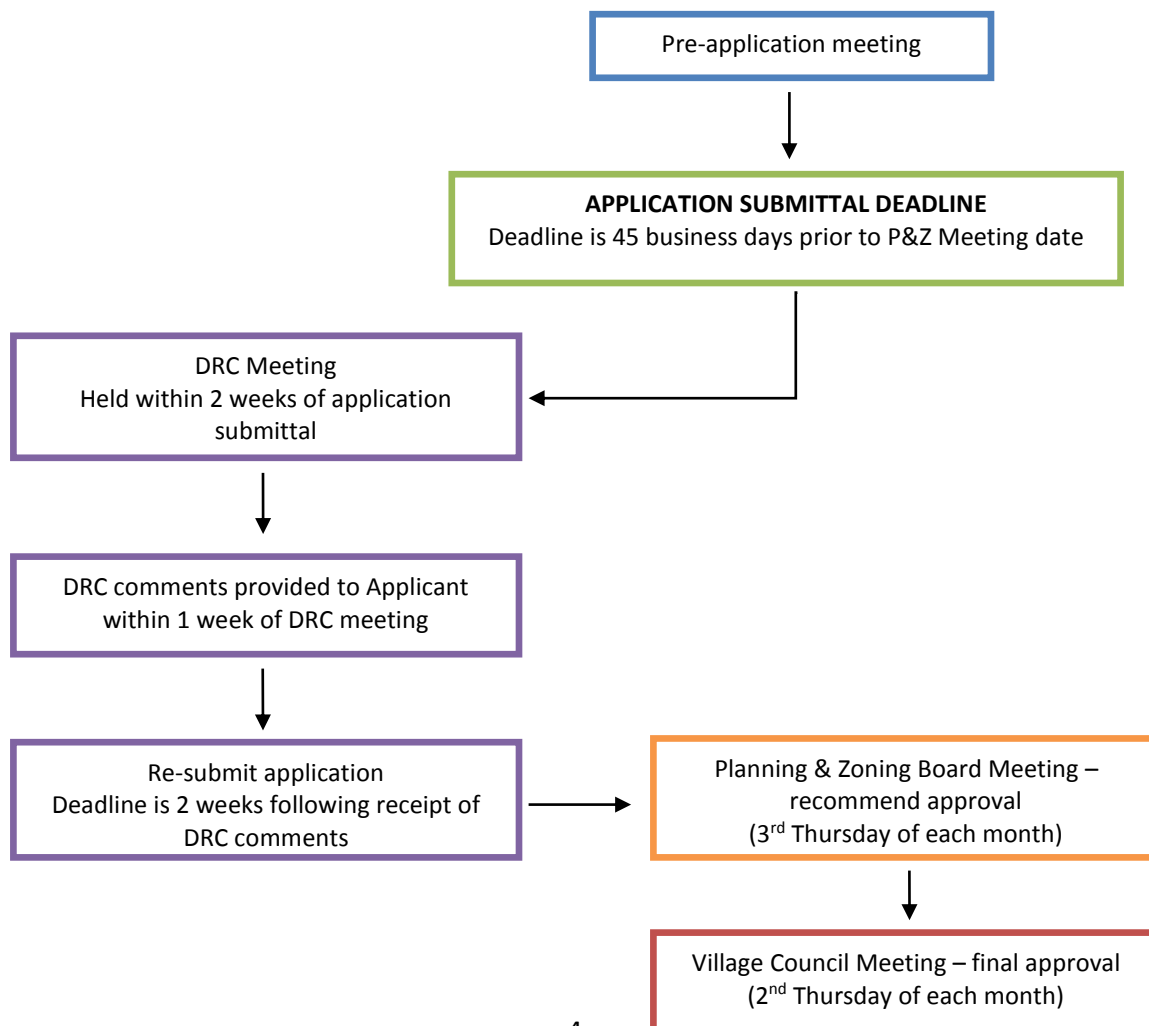 Pre-application meeting
APPLICATION SUBMITTAL DEADLINE
Deadline is 45 business days prior to P&Z Meeting date
DRC Meeting
Held within 2 weeks of application
submittal
DRC comments provided to Applicant
within 1 week of DRC meeting
Re-submit application
Deadline is 2 weeks following receipt of
DRC comments
Planning & Zoning Board Meeting –
recommend approval
(3rd Thursday of each month)
Village Council Meeting – final approval
(2nd Thursday of each month)